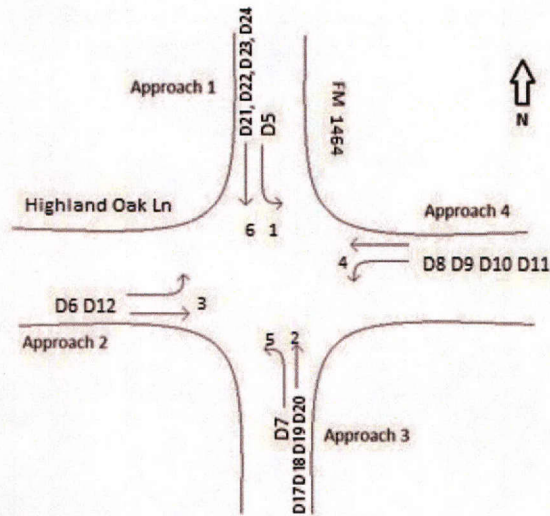 D21, D22, D23, D24
D5
Approach 1
FM 1464
N
Highland Oak Ln
Approach 4
6 1
4
D8 D9 D10 D11
D6 D12
3
Approach 2
5 2
D7
D17 D18 D19 D20
Approach 3